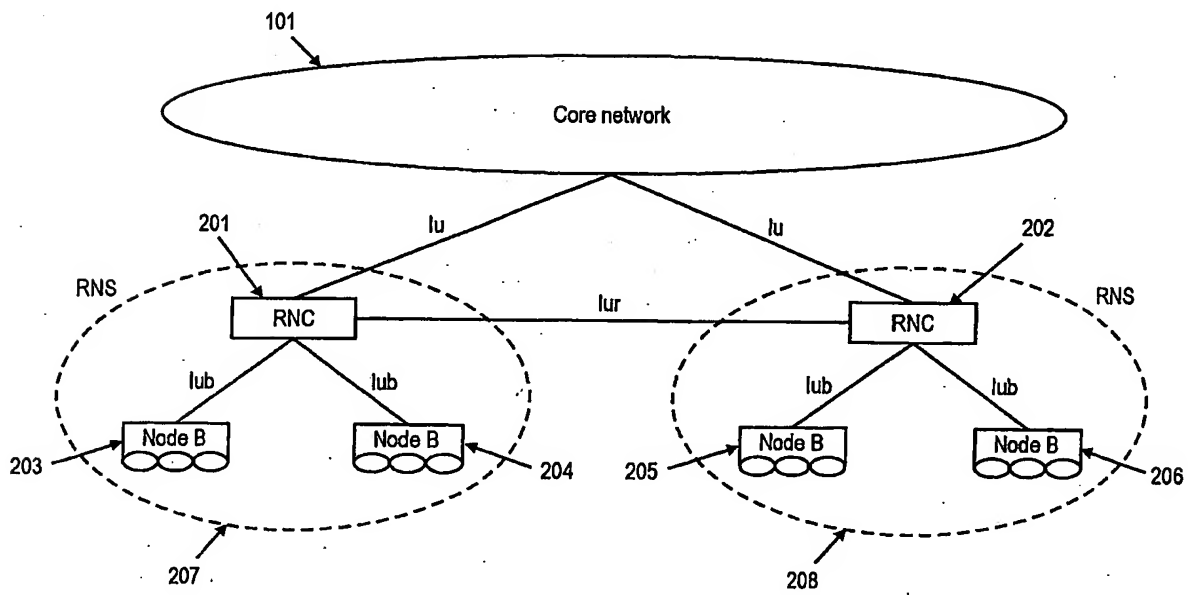 101
Core network
Iu
Iu
201
202
RNS
RNS
RNC
Iur
RNC
Iub
Iub
Iub
Iub
Node B
Node B
Node B
Node B
203
204
205
206
207
208